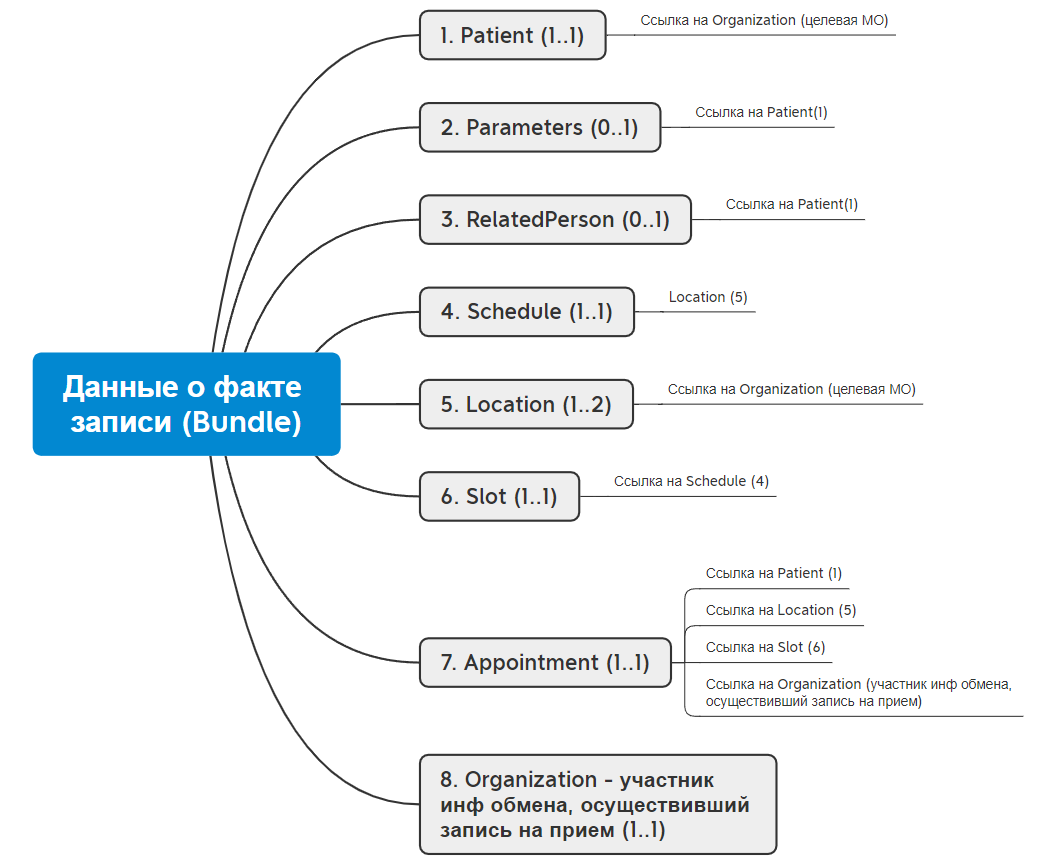 Данные о факте
записи (Bundle)
1. Patient (1..1)
Ссылка на Organization (целевая МО)
2. Parameters (0..1)
Ссылка на Patient(1)
3. RelatedPerson (0..1)
Ссылка на Patient(1)
4. Schedule (1..1)
Location (5)
5. Location (1..2)
Ссылка на Organization (целевая МО)
6. Slot (1..1)
Ссылка на Schedule (4)
7. Appointment (1..1)
Ссылка на Patient (1)
Ссылка на Location (5)
Ссылка на Slot (6)
Ссылка на Organization (участник инф обмена,
осуществивший запись на прием)
8. Organization - участник
инф обмена, осуществивший
запись на прием (1..1)